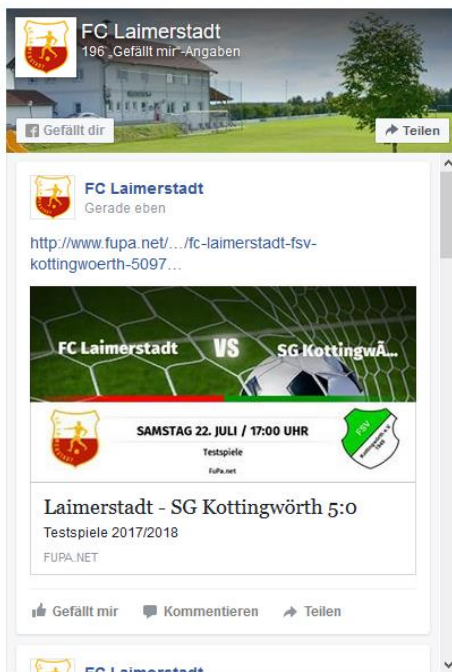 FC Laimerstadt
196 „Gefällt mir“-Angaben
Gefällt dir
Teilen
FC Laimerstadt
Gerade eben
http://www.fupa.net/…/fc-laimerstadt-fsv-
kottingwoerth-5097…
FC Laimerstadt VS SG KottingwÃ...
SAMSTAG 22. JULI / 17:00 UHR
Testspiele
FuPa.net
FSV
Kottingwörth e.V.
Laimerstadt - SG Kottingwörth 5:0
Testspiele 2017/2018
FUPA.NET
Gefällt mir Kommentieren Teilen
FC Laimerstadt